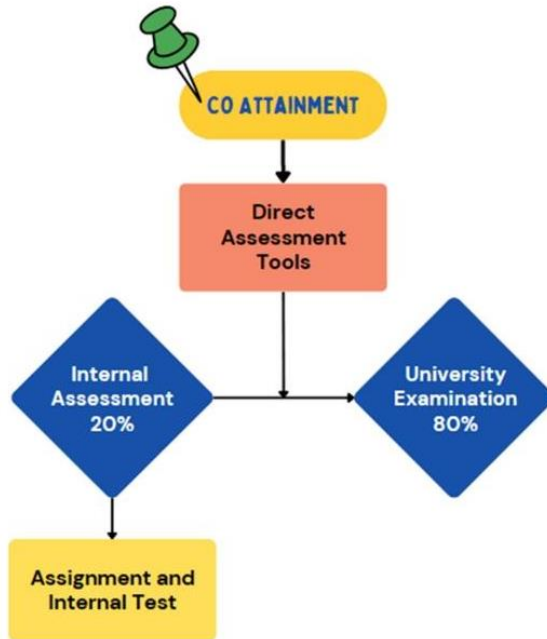 CO ATTAINMENT
Direct
Assessment
Tools
Internal
Assessment
20%
University
Examination
80%
Assignment and
Internal Test